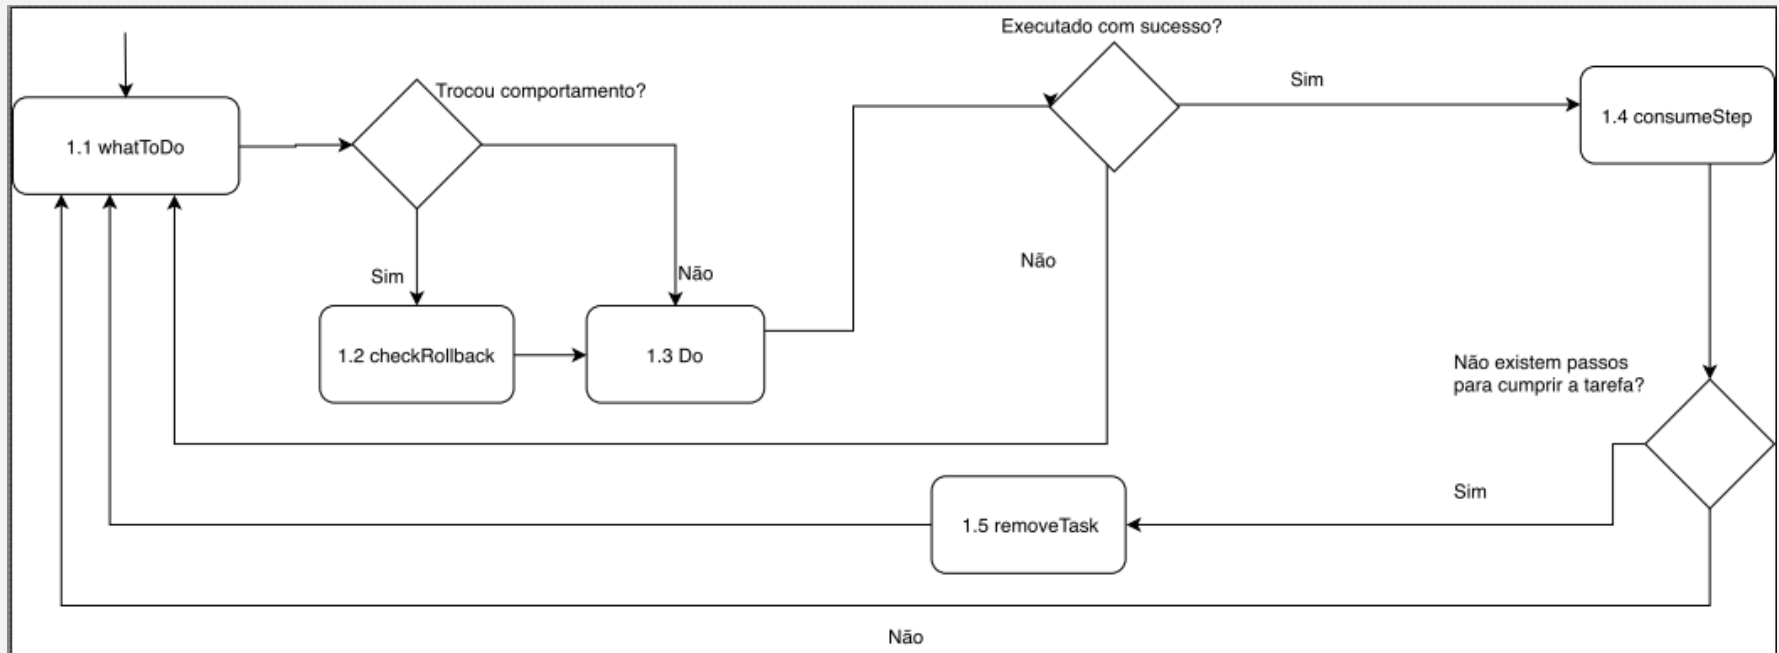 Executado com sucesso?
Trocou comportamento?
Sim
1.1 whatToDo
1.4 consumeStep
Não
Sim
Não
1.2 checkRollback
1.3 Do
Não existem passos
para cumprir a tarefa?
Sim
1.5 removeTask
Não